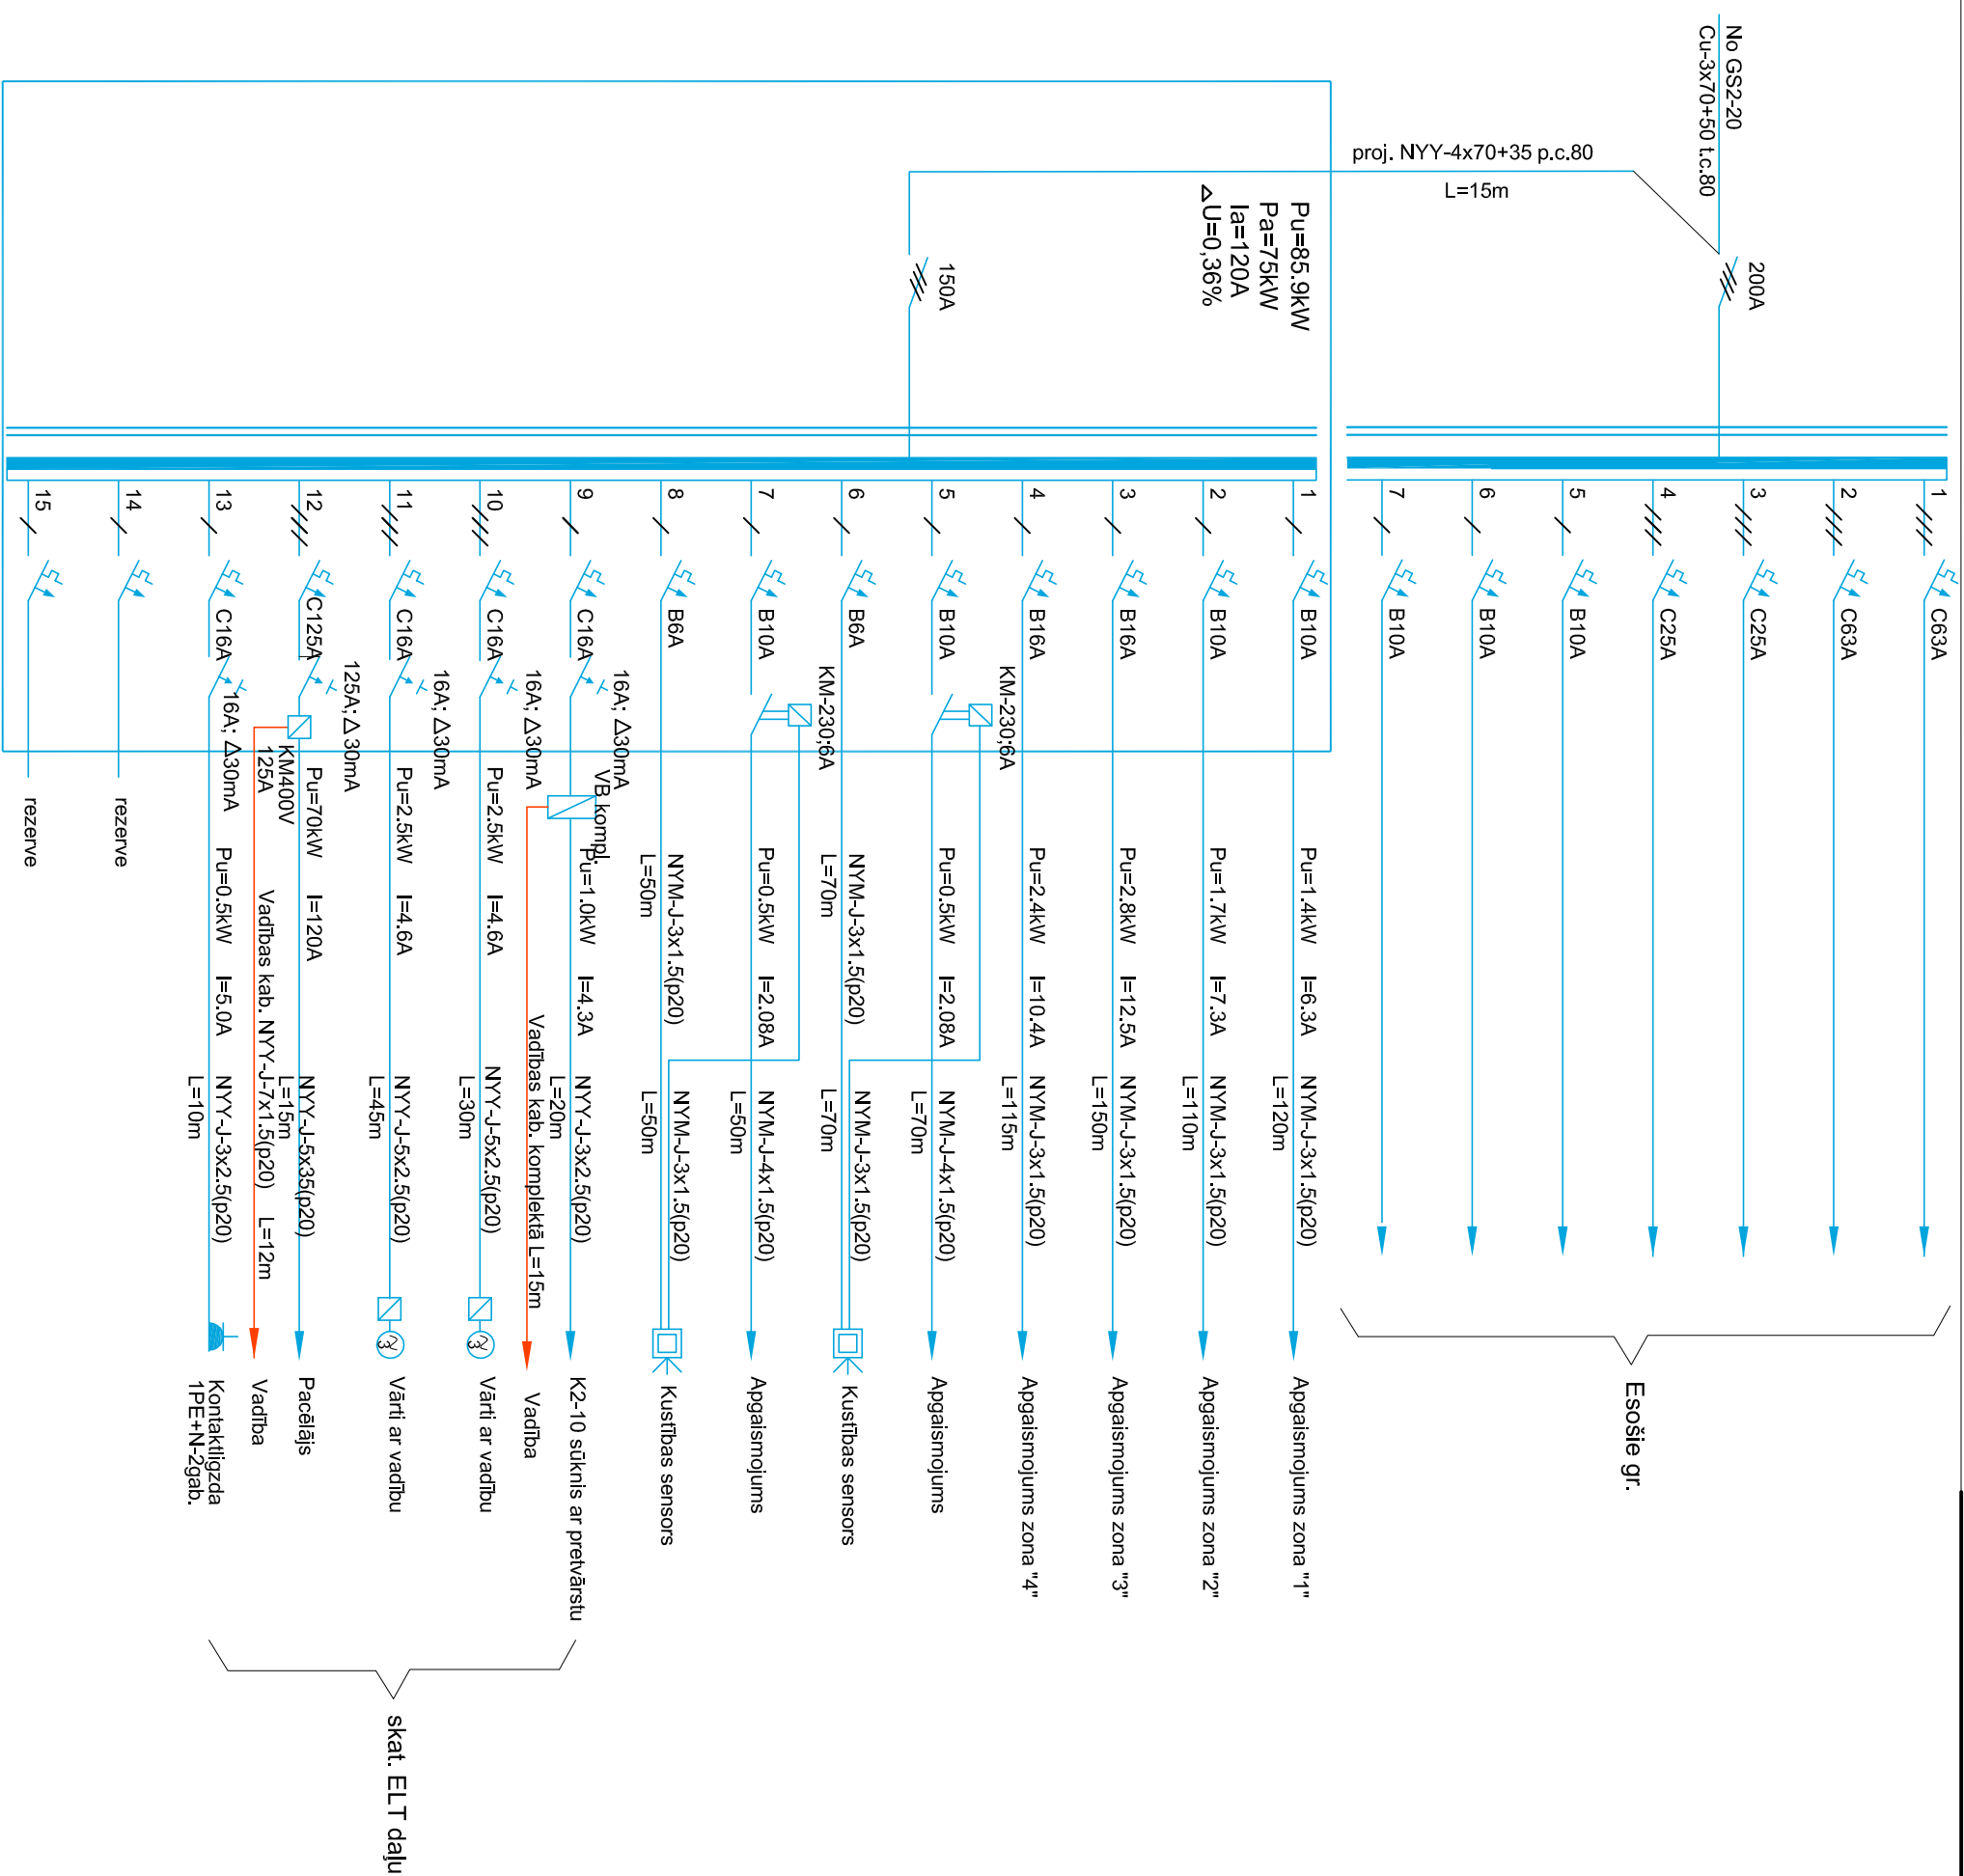 No GS2-20
Cu-3x70+50 t.c.80
200A
proj. NYY-4x70+35 p.c.80
L=15m
Pu=85.9kW
Pa=75kW
Ia=120A
ΔU=0,36%
150A
1
C63A
2
C63A
3
C25A
4
C25A
5
B10A
6
B10A
7
B10A
Esošie gr.
1
B10A
Pu=1.4kW I=6.3A NYM-J-3x1.5(p20)
L=120m
Apgaismojums zona "1"
2
B10A
Pu=1.7kW I=7.3A NYM-J-3x1.5(p20)
L=110m
Apgaismojums zona "2"
3
B16A
Pu=2.8kW I=12.5A NYM-J-3x1.5(p20)
L=150m
Apgaismojums zona "3"
4
B16A
Pu=2.4kW I=10.4A NYM-J-3x1.5(p20)
L=115m
Apgaismojums zona "4"
5
B10A
KM-230;6A
Pu=0.5kW I=2.08A NYM-J-4x1.5(p20)
L=70m
Apgaismojums
6
B6A
NYM-J-3x1.5(p20)
L=70m
NYM-J-3x1.5(p20)
L=70m
Kustības sensors
7
B10A
KM-230;6A
Pu=0.5kW I=2.08A NYM-J-4x1.5(p20)
L=50m
Apgaismojums
8
B6A
NYM-J-3x1.5(p20)
L=50m
NYM-J-3x1.5(p20)
L=50m
Kustības sensors
9
C16A
16A; Δ30mA
VB kompl.
Pu=1.0kW I=4.3A NYY-J-3x2.5(p20)
L=20m
K2-10 sūknis ar pretvārstu
Vadības kab. komplektā L=15m
Vadība
10
C16A
16A; Δ30mA
Pu=2.5kW I=4.6A NYY-J-5x2.5(p20)
L=30m
3
Vārti ar vadību
11
C16A
16A; Δ30mA
Pu=2.5kW I=4.6A NYY-J-5x2.5(p20)
L=45m
3
Vārti ar vadību
12
C125A
125A; Δ30mA
KM400V
125A
Pu=70kW I=120A NYY-J-5x35(p20)
L=15m
Pacēlājs
Vadības kab. NYY-J-7x1.5(p20) L=12m
Vadība
13
C16A
16A; Δ30mA
Pu=0.5kW I=5.0A NYY-J-3x2.5(p20)
L=10m
Kontaktligzda
1PE+N-2gab.
14
rezerve
15
rezerve
skat. ELT daļu